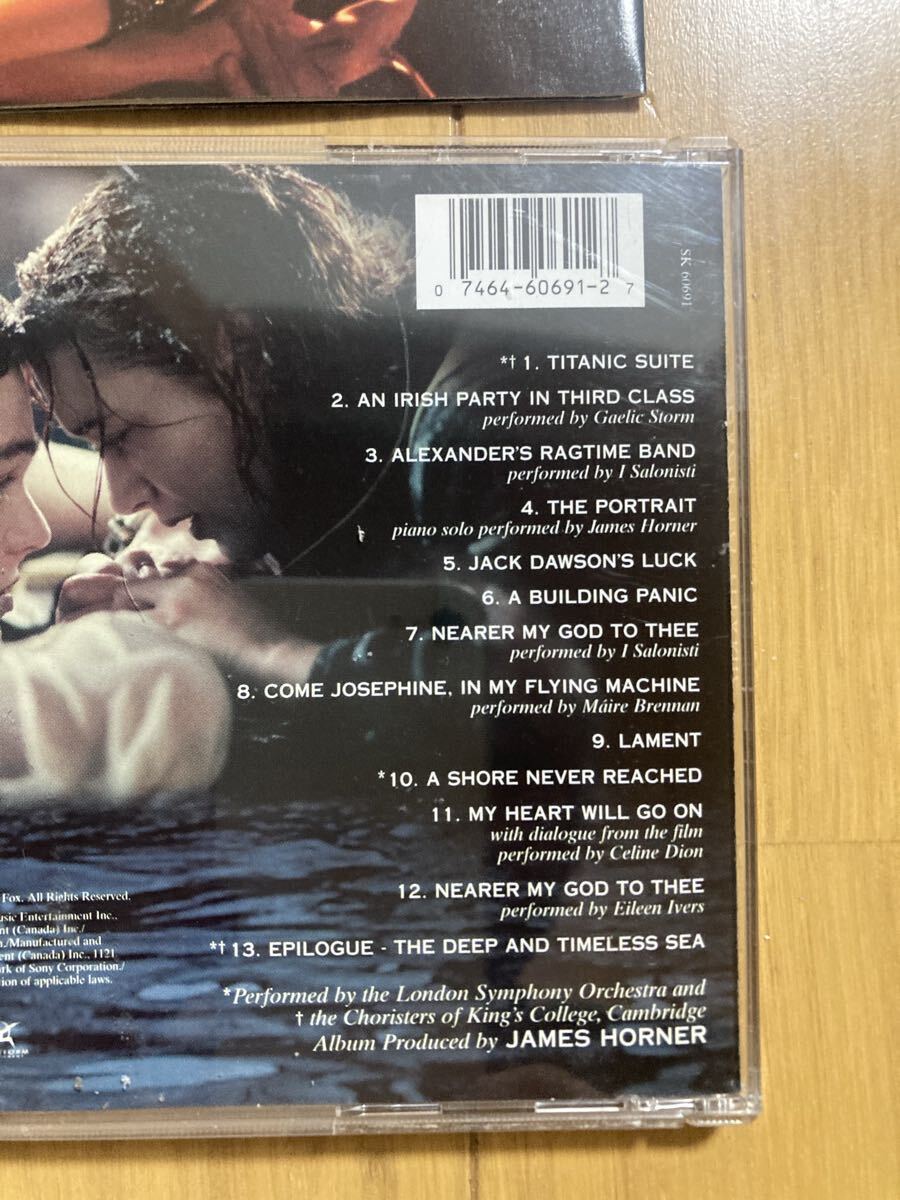 0 7464-60691-2 7
SK 60691
*† 1. TITANIC SUITE
2. AN IRISH PARTY IN THIRD CLASS
performed by Gaelic Storm
3. ALEXANDER'S RAGTIME BAND
performed by I Salonisti
4. THE PORTRAIT
piano solo performed by James Horner
5. JACK DAWSON'S LUCK
6. A BUILDING PANIC
7. NEARER MY GOD TO THEE
performed by I Salonisti
8. COME JOSEPHINE, IN MY FLYING MACHINE
performed by Máire Brennan
9. LAMENT
*10. A SHORE NEVER REACHED
11. MY HEART WILL GO ON
with dialogue from the film
performed by Celine Dion
12. NEARER MY GOD TO THEE
performed by Eileen Ivers
*† 13. EPILOGUE - THE DEEP AND TIMELESS SEA
*Performed by the London Symphony Orchestra and
† the Choristers of King's College, Cambridge
Album Produced by JAMES HORNER
Fox. All Rights Reserved.
Entertainment Inc.,
(Canada) Inc./
/Manufactured and
(Canada) Inc., 1121
of Sony Corporation./
of applicable laws.